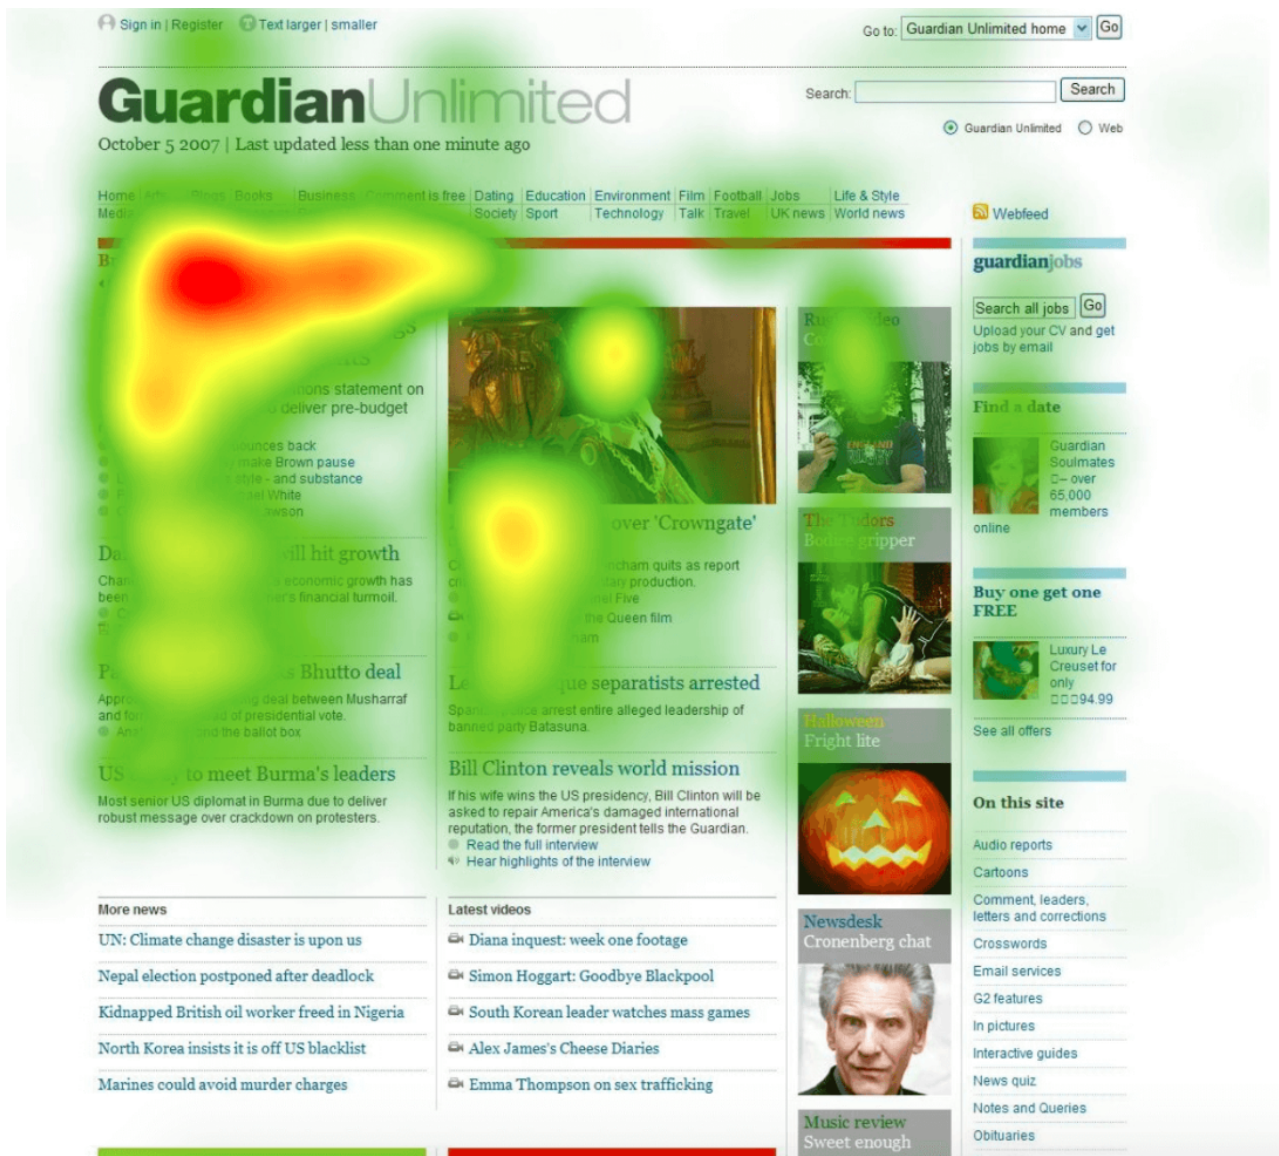 Sign in | Register Text larger | smaller
Go to: Guardian Unlimited home Go
GuardianUnlimited
Search: Search
Guardian Unlimited Web
October 5 2007 | Last updated less than one minute ago
Home Arts Blogs Books Business Comment is free Dating Education Environment Film Football Jobs Life & Style
Media Society Sport Technology Talk Travel UK news World news
Webfeed
statement on
deliver pre-budget
ounces back
make Brown pause
style - and substance
ael White
awson
will hit growth
economic growth has
been
er's financial turmoil.
s Bhutto deal
deal between Musharraf
and of presidential vote.
and the ballot box
US to meet Burma's leaders
Most senior US diplomat in Burma due to deliver
robust message over crackdown on protesters.
over 'Crowngate'
ncham quits as report
tary production.
nel Five
the Queen film
que separatists arrested
arrest entire alleged leadership of
banned party Batasuna.
Bill Clinton reveals world mission
If his wife wins the US presidency, Bill Clinton will be
asked to repair America's damaged international
reputation, the former president tells the Guardian.
Read the full interview
Hear highlights of the interview
ENGLAND
RUGBY
The Tudors
Bodice gripper
Halloween
Fright lite
Newsdesk
Cronenberg chat
Music review
Sweet enough
guardianjobs
Search all jobs Go
Upload your CV and get
jobs by email
Find a date
Guardian
Soulmates
– over
65,000
members
online
Buy one get one
FREE
Luxury Le
Creuset for
only
94.99
See all offers
On this site
Audio reports
Cartoons
Comment, leaders,
letters and corrections
Crosswords
Email services
G2 features
In pictures
Interactive guides
News quiz
Notes and Queries
Obituaries
More news
UN: Climate change disaster is upon us
Nepal election postponed after deadlock
Kidnapped British oil worker freed in Nigeria
North Korea insists it is off US blacklist
Marines could avoid murder charges
Latest videos
Diana inquest: week one footage
Simon Hoggart: Goodbye Blackpool
South Korean leader watches mass games
Alex James's Cheese Diaries
Emma Thompson on sex trafficking